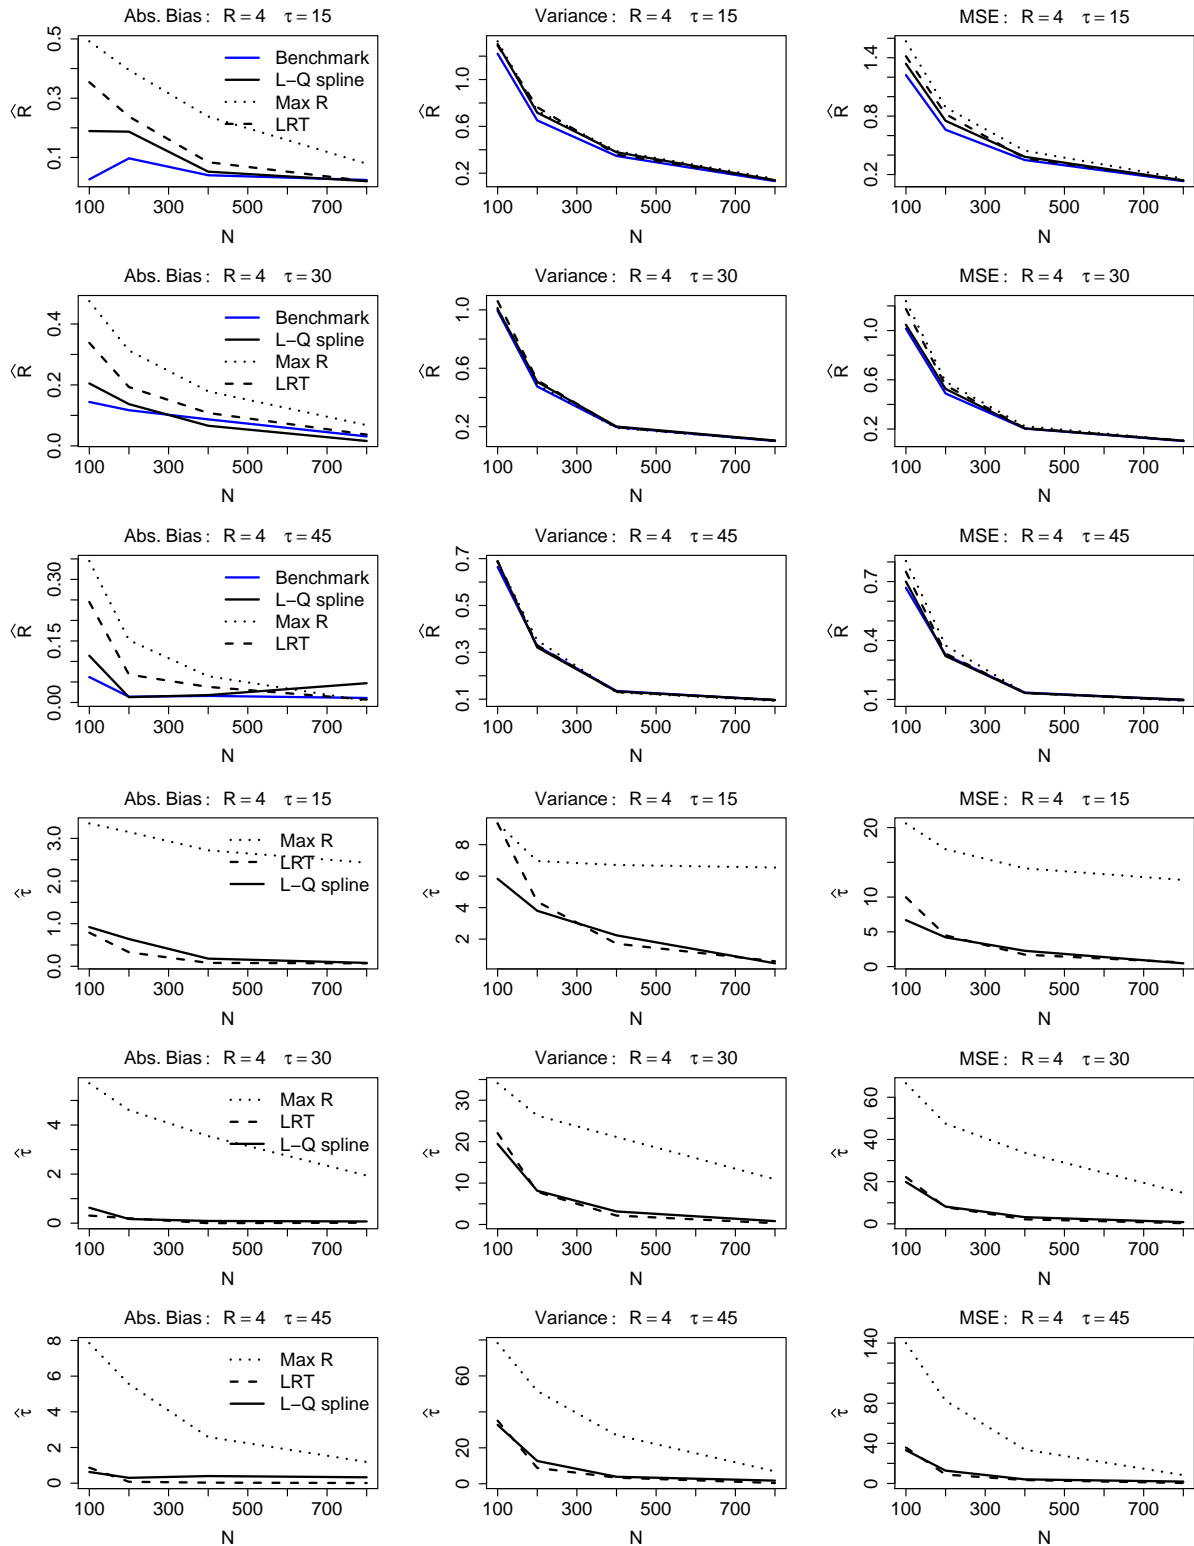 Abs. Bias : R = 4 τ = 15
R̂
0.1 0.3 0.5
Benchmark
L−Q spline
Max R
LRT
100 300 500 700
N
Variance : R = 4 τ = 15
R̂
0.2 0.6 1.0
100 300 500 700
N
MSE : R = 4 τ = 15
R̂
0.2 0.8 1.4
100 300 500 700
N
Abs. Bias : R = 4 τ = 30
R̂
0.0 0.2 0.4
Benchmark
L−Q spline
Max R
LRT
100 300 500 700
N
Variance : R = 4 τ = 30
R̂
0.2 0.6 1.0
100 300 500 700
N
MSE : R = 4 τ = 30
R̂
0.2 0.6 1.0
100 300 500 700
N
Abs. Bias : R = 4 τ = 45
R̂
0.00 0.15 0.30
Benchmark
L−Q spline
Max R
LRT
100 300 500 700
N
Variance : R = 4 τ = 45
R̂
0.1 0.3 0.5 0.7
100 300 500 700
N
MSE : R = 4 τ = 45
R̂
0.1 0.4 0.7
100 300 500 700
N
Abs. Bias : R = 4 τ = 15
τ̂
0.0 1.0 2.0 3.0
Max R
LRT
L−Q spline
100 300 500 700
N
Variance : R = 4 τ = 15
τ̂
2 4 6 8
100 300 500 700
N
MSE : R = 4 τ = 15
τ̂
0 5 10 20
100 300 500 700
N
Abs. Bias : R = 4 τ = 30
τ̂
0 2 4
Max R
LRT
L−Q spline
100 300 500 700
N
Variance : R = 4 τ = 30
τ̂
0 10 20 30
100 300 500 700
N
MSE : R = 4 τ = 30
τ̂
0 20 40 60
100 300 500 700
N
Abs. Bias : R = 4 τ = 45
τ̂
0 2 4 6 8
Max R
LRT
L−Q spline
100 300 500 700
N
Variance : R = 4 τ = 45
τ̂
0 20 60
100 300 500 700
N
MSE : R = 4 τ = 45
τ̂
0 40 80 140
100 300 500 700
N